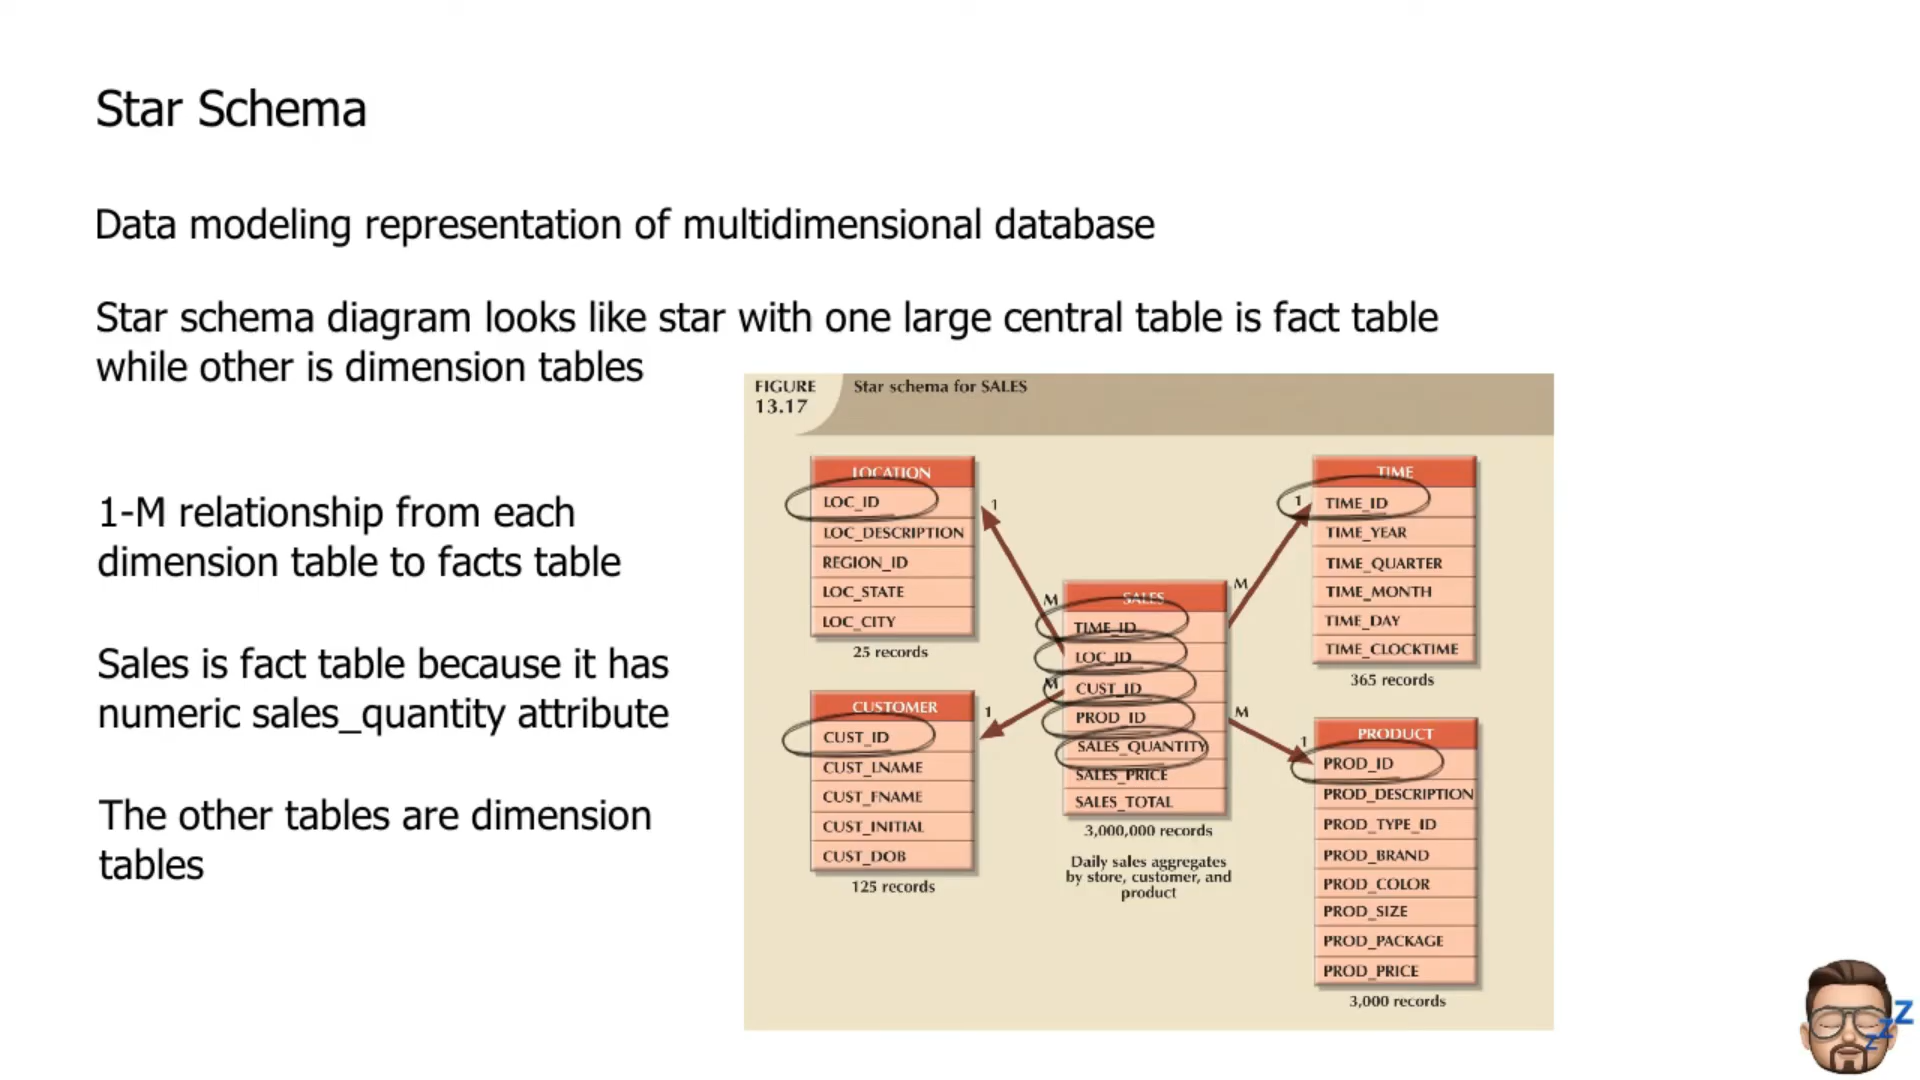 Star Schema
Data modeling representation of multidimensional database
Star schema diagram looks like star with one large central table is fact table
while other is dimension tables
1-M relationship from each
dimension table to facts table
Sales is fact table because it has
numeric sales_quantity attribute
The other tables are dimension
tables
FIGURE
13.17
Star schema for SALES
LOCATION
LOC_ID
LOC_DESCRIPTION
REGION_ID
LOC_STATE
LOC_CITY
25 records
1
M
CUSTOMER
CUST_ID
CUST_LNAME
CUST_FNAME
CUST_INITIAL
CUST_DOB
125 records
1
M
SALES
TIME_ID
LOC_ID
CUST_ID
PROD_ID
SALES_QUANTITY
SALES_PRICE
SALES_TOTAL
3,000,000 records
Daily sales aggregates
by store, customer, and
product
M
1
TIME
TIME_ID
TIME_YEAR
TIME_QUARTER
TIME_MONTH
TIME_DAY
TIME_CLOCKTIME
365 records
M
1
PRODUCT
PROD_ID
PROD_DESCRIPTION
PROD_TYPE_ID
PROD_BRAND
PROD_COLOR
PROD_SIZE
PROD_PACKAGE
PROD_PRICE
3,000 records
z
z
Z